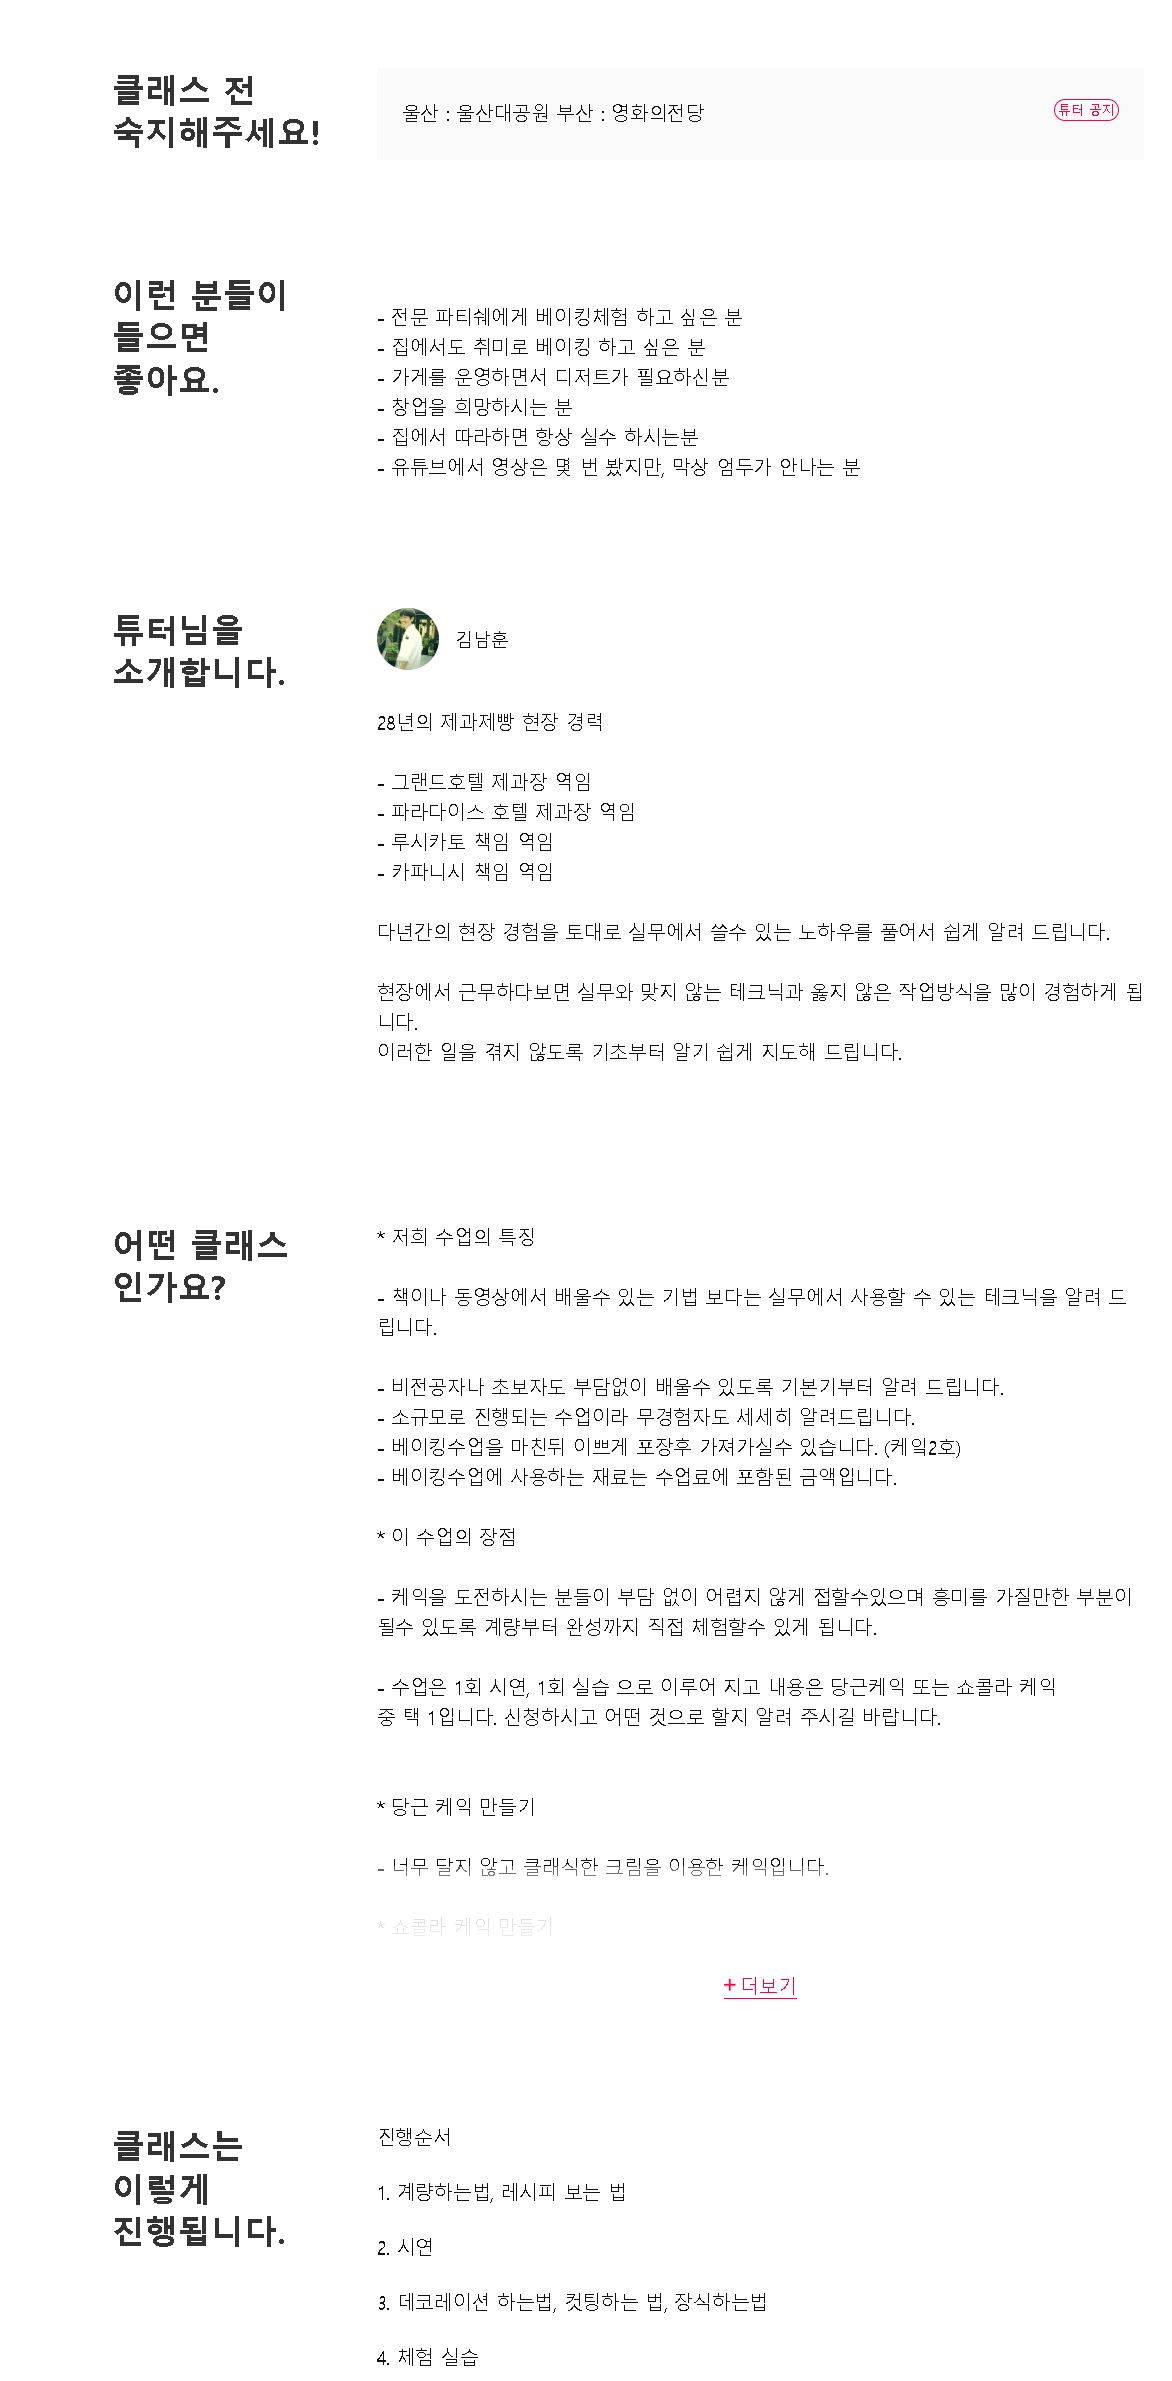 클래스 전
숙지해주세요!
울산 : 울산대공원 부산 : 영화의전당
튜터 공지
이런 분들이
들으면
좋아요.
- 전문 파티쉐에게 베이킹체험 하고 싶은 분
- 집에서도 취미로 베이킹 하고 싶은 분
- 가게를 운영하면서 디저트가 필요하신분
- 창업을 희망하시는 분
- 집에서 따라하면 항상 실수 하시는분
- 유튜브에서 영상은 몇 번 봤지만, 막상 엄두가 안나는 분
튜터님을
소개합니다.
김남훈
28년의 제과제빵 현장 경력
- 그랜드호텔 제과장 역임
- 파라다이스 호텔 제과장 역임
- 루시카토 책임 역임
- 카파니시 책임 역임
다년간의 현장 경험을 토대로 실무에서 쓸수 있는 노하우를 풀어서 쉽게 알려 드립니다.
현장에서 근무하다보면 실무와 맞지 않는 테크닉과 옳지 않은 작업방식을 많이 경험하게 됩
니다.
이러한 일을 겪지 않도록 기초부터 알기 쉽게 지도해 드립니다.
어떤 클래스
인가요?
* 저희 수업의 특징
- 책이나 동영상에서 배울수 있는 기법 보다는 실무에서 사용할 수 있는 테크닉을 알려 드
립니다.
- 비전공자나 초보자도 부담없이 배울수 있도록 기본기부터 알려 드립니다.
- 소규모로 진행되는 수업이라 무경험자도 세세히 알려드립니다.
- 베이킹수업을 마친뒤 이쁘게 포장후 가져가실수 있습니다. (케잌2호)
- 베이킹수업에 사용하는 재료는 수업료에 포함된 금액입니다.
* 이 수업의 장점
- 케익을 도전하시는 분들이 부담 없이 어렵지 않게 접할수있으며 흥미를 가질만한 부분이
될수 있도록 계량부터 완성까지 직접 체험할수 있게 됩니다.
- 수업은 1회 시연, 1회 실습 으로 이루어 지고 내용은 당근케익 또는 쇼콜라 케익
중 택 1입니다. 신청하시고 어떤 것으로 할지 알려 주시길 바랍니다.
* 당근 케익 만들기
- 너무 달지 않고 클래식한 크림을 이용한 케익입니다.
* 쇼콜라 케익 만들기
+ 더보기
클래스는
이렇게
진행됩니다.
진행순서
1. 계량하는법, 레시피 보는 법
2. 시연
3. 데코레이션 하는법, 컷팅하는 법, 장식하는법
4. 체험 실습